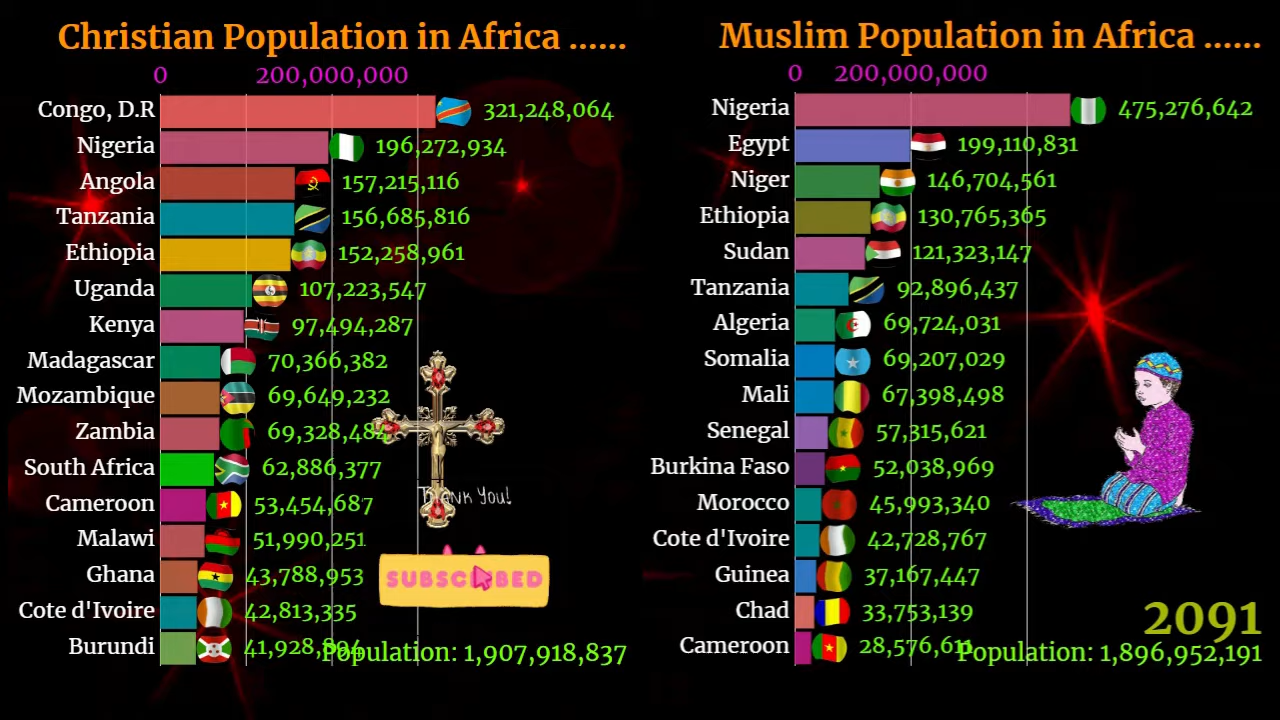 Christian Population in Africa ......
0 200,000,000
Congo, D.R 321,248,064
Nigeria 196,272,934
Angola 157,215,116
Tanzania 156,685,816
Ethiopia 152,258,961
Uganda 107,223,547
Kenya 97,494,287
Madagascar 70,366,382
Mozambique 69,649,232
Zambia
South Africa 62,886,377
Cameroon 53,454,687
Malawi 51,990,251
Ghana 43,788,953
Cote d'Ivoire 42,813,335
Burundi
Population: 1,907,918,837
Thank You!
SUBSCRIBED
Muslim Population in Africa ......
0 200,000,000
Nigeria 475,276,642
Egypt 199,110,831
Niger 146,704,561
Ethiopia 130,765,365
Sudan 121,323,147
Tanzania 92,896,437
Algeria 69,724,031
Somalia 69,207,029
Mali 67,398,498
Senegal 57,315,621
Burkina Faso 52,038,969
Morocco 45,993,340
Cote d'Ivoire 42,728,767
Guinea 37,167,447
Chad 33,753,139
Cameroon
2091
Population: 1,896,952,191